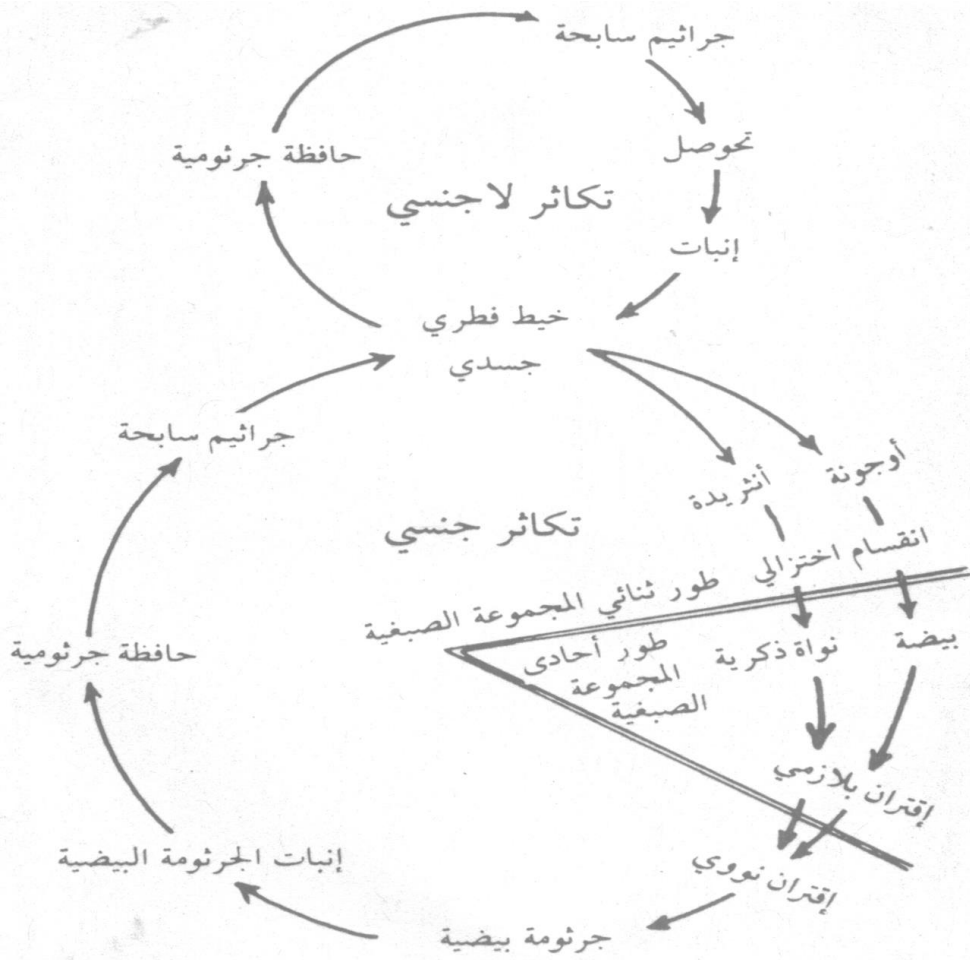 جراثيم سابحة
تحوصل
حافظة جرثومية
تكاثر لاجنسي
إنبات
خيط فطري
جسدي
جراثيم سابحة
أوجونة
أنثريدة
تكاثر جنسي
انقسام اختزالي
طور ثنائي المجموعة الصبغية
بيضة
نواة ذكرية
طور أحادى
المجموعة
الصبغية
حافظة جرثومية
إقتران بلازمي
إقتران نووي
إنبات الجرثومة البيضية
جرثومة بيضية